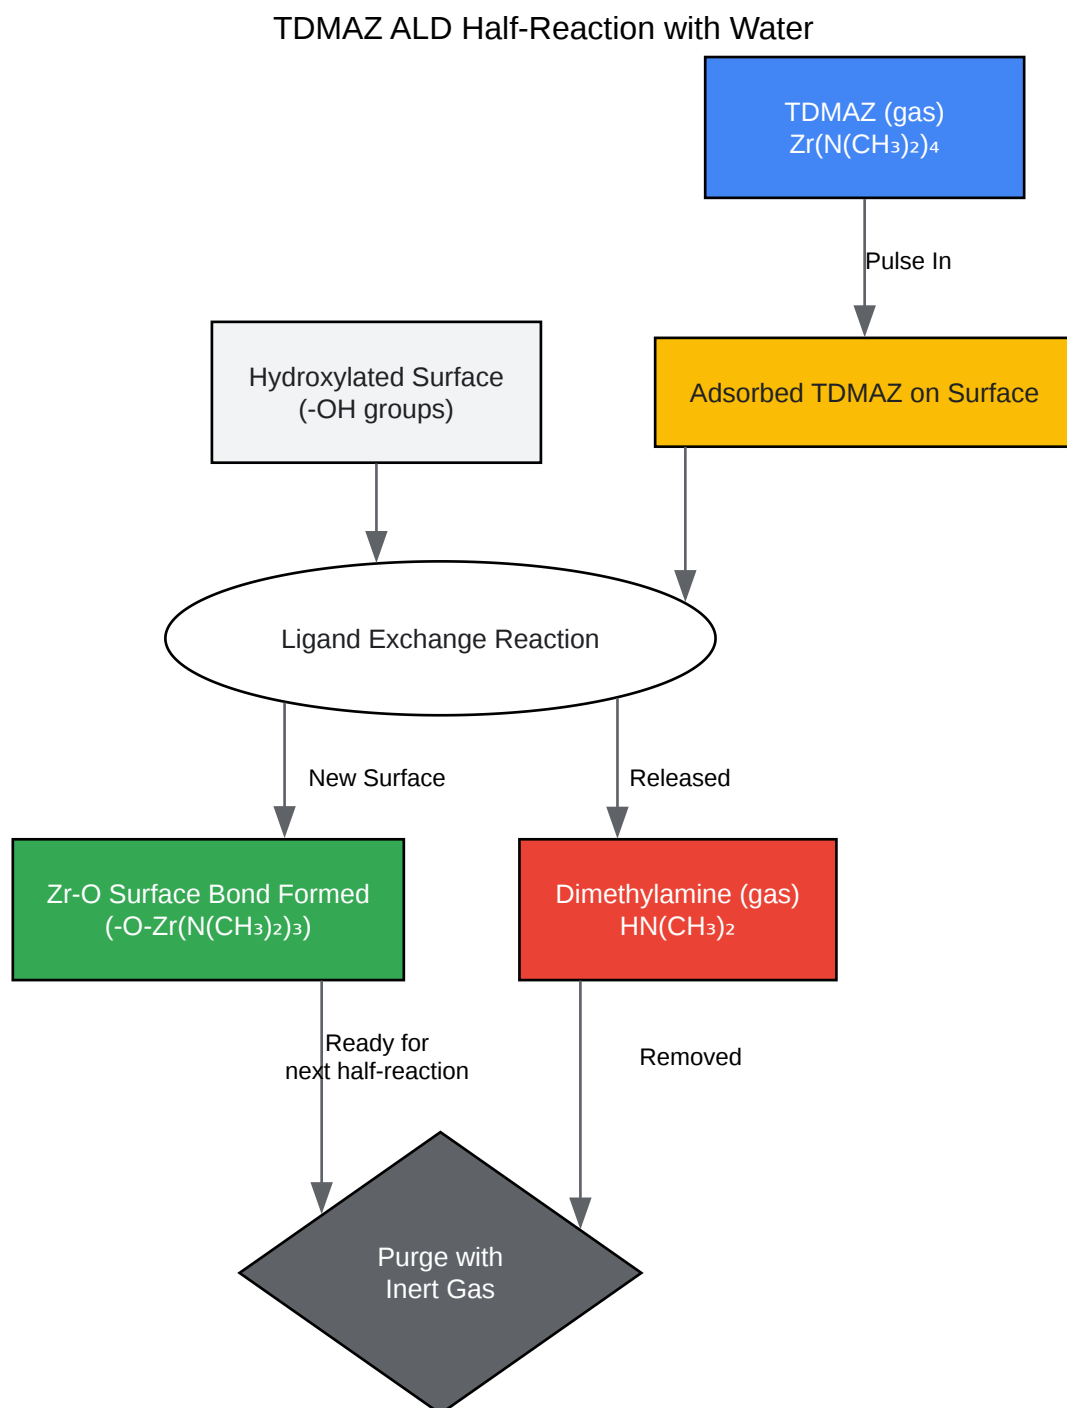 TDMAZ ALD Half-Reaction with Water
TDMAZ (gas)
Zr(N(CH₃)₂)₄
Pulse In
Hydroxylated Surface
(-OH groups)
Adsorbed TDMAZ on Surface
Ligand Exchange Reaction
New Surface
Released
Zr-O Surface Bond Formed
(-O-Zr(N(CH₃)₂)₃)
Dimethylamine (gas)
HN(CH₃)₂
Ready for
next half-reaction
Removed
Purge with
Inert Gas